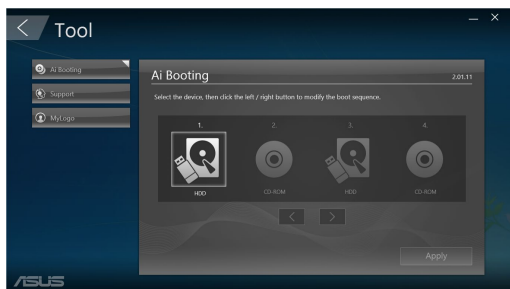 Tool
Ai Booting
Support
MyLogo
Ai Booting
2.01.11
Select the device, then click the left / right button to modify the boot sequence.
1. 2. 3. 4.
HDD CD-ROM HDD CD-ROM
Apply
ASUS